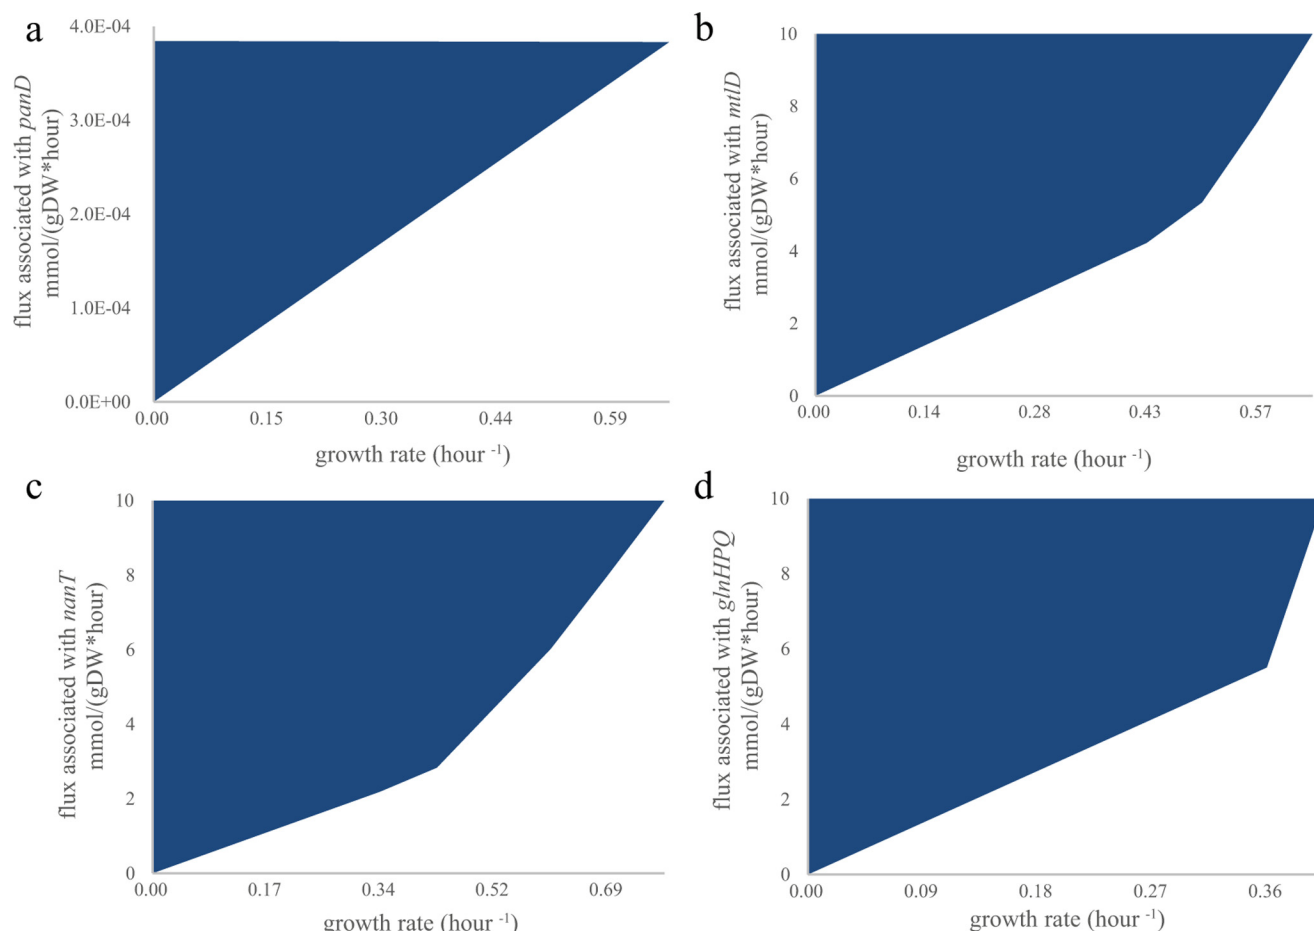 a
4.0E-04
3.0E-04
2.0E-04
1.0E-04
0.0E+00
flux associated with panD
mmol/(gDW*hour)
0.00 0.15 0.30 0.44 0.59
growth rate (hour -1)
b
10
8
6
4
2
0
flux associated with mtlD
mmol/(gDW*hour)
0.00 0.14 0.28 0.43 0.57
growth rate (hour -1)
c
10
8
6
4
2
0
flux associated with nanT
mmol/(gDW*hour)
0.00 0.17 0.34 0.52 0.69
growth rate (hour -1)
d
10
8
6
4
2
0
flux associated with glnHPQ
mmol/(gDW*hour)
0.00 0.09 0.18 0.27 0.36
growth rate (hour -1)